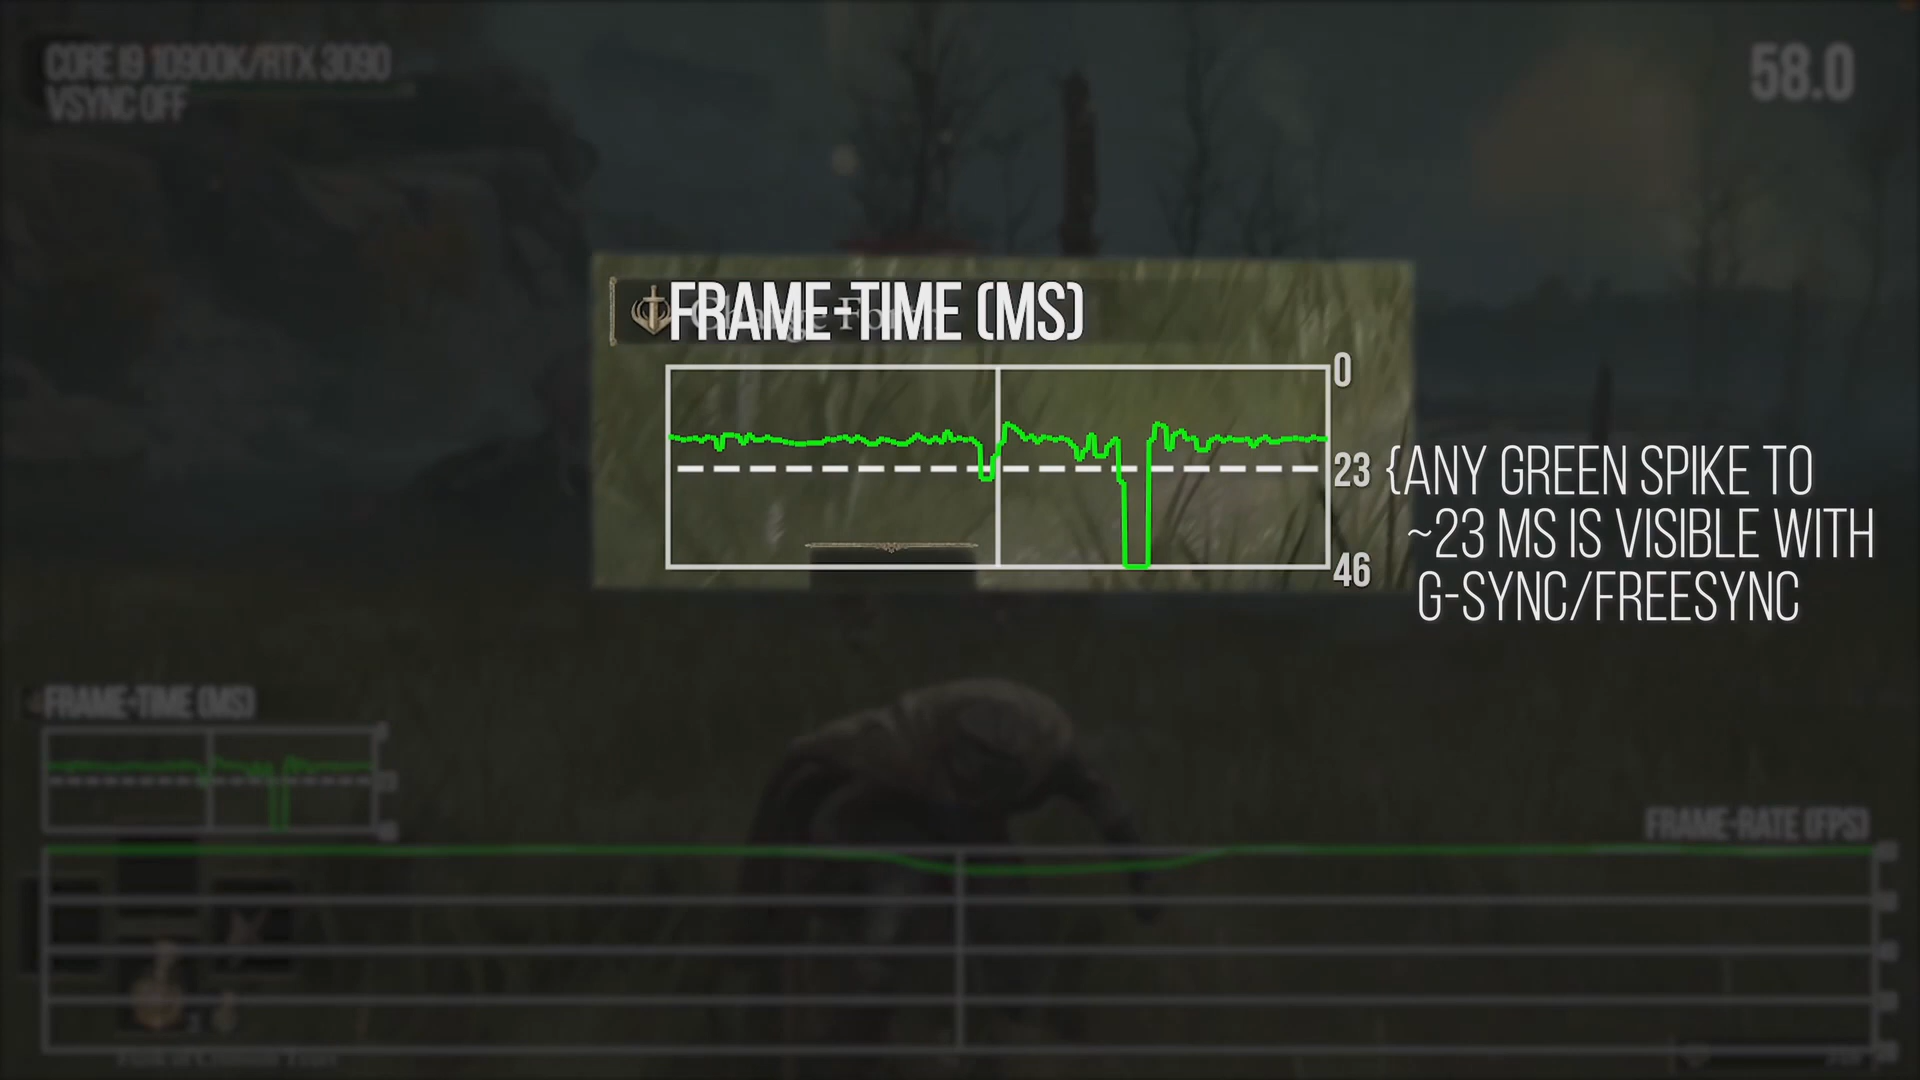 CORE I9 10900K/RTX 3090
VSYNC OFF
58.0
FRAME-TIME (MS)
0
23
46
{ANY GREEN SPIKE TO
~23 MS IS VISIBLE WITH
G-SYNC/FREESYNC
FRAME-TIME (MS)
FRAME-RATE (FPS)